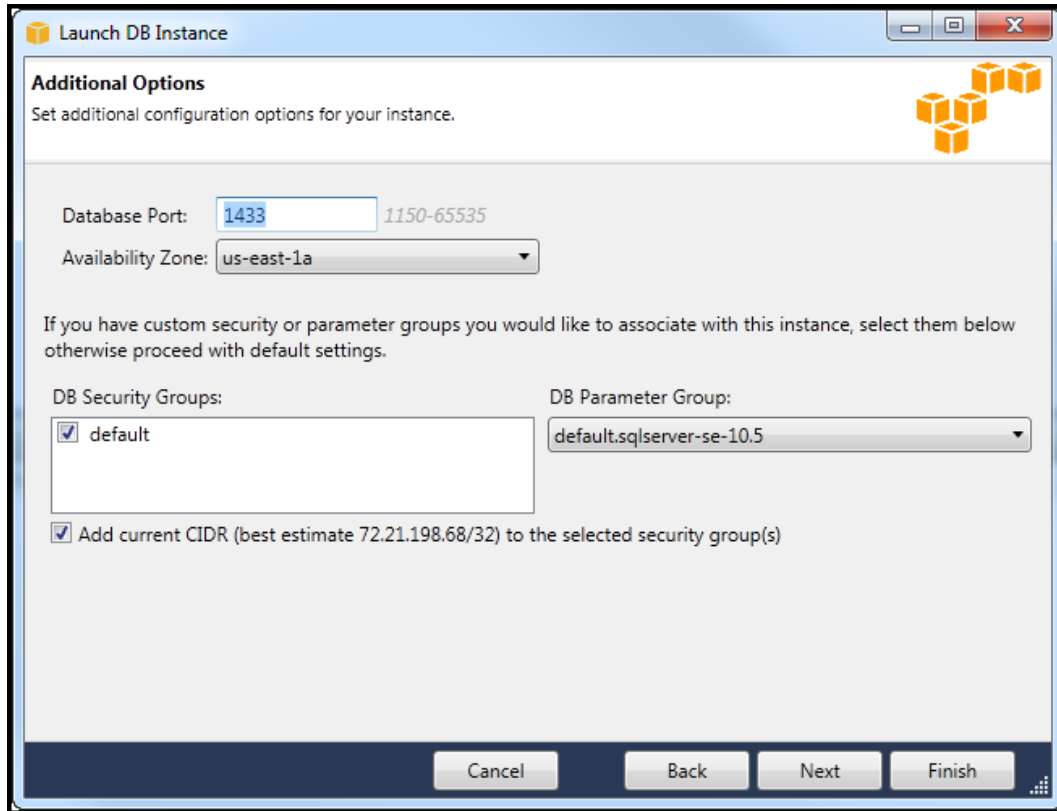 Launch DB Instance
Additional Options
Set additional configuration options for your instance.
Database Port: 1433 1150-65535
Availability Zone: us-east-1a
If you have custom security or parameter groups you would like to associate with this instance, select them below
otherwise proceed with default settings.
DB Security Groups: DB Parameter Group:
default default.sqlserver-se-10.5
Add current CIDR (best estimate 72.21.198.68/32) to the selected security group(s)
Cancel Back Next Finish